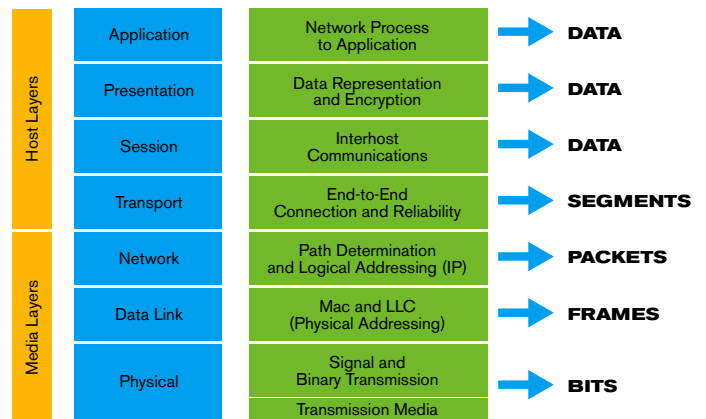 Host Layers
Application
Network Process
to Application
DATA
Presentation
Data Representation
and Encryption
DATA
Session
Interhost
Communications
DATA
Transport
End-to-End
Connection and Reliability
SEGMENTS
Media Layers
Network
Path Determination
and Logical Addressing (IP)
PACKETS
Data Link
Mac and LLC
(Physical Addressing)
FRAMES
Physical
Signal and
Binary Transmission
BITS
Transmission Media